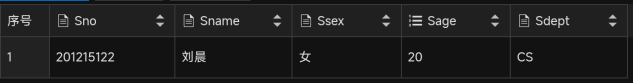 序号 Sno Sname Ssex Sage Sdept
1 201215122 刘晨 女 20 CS